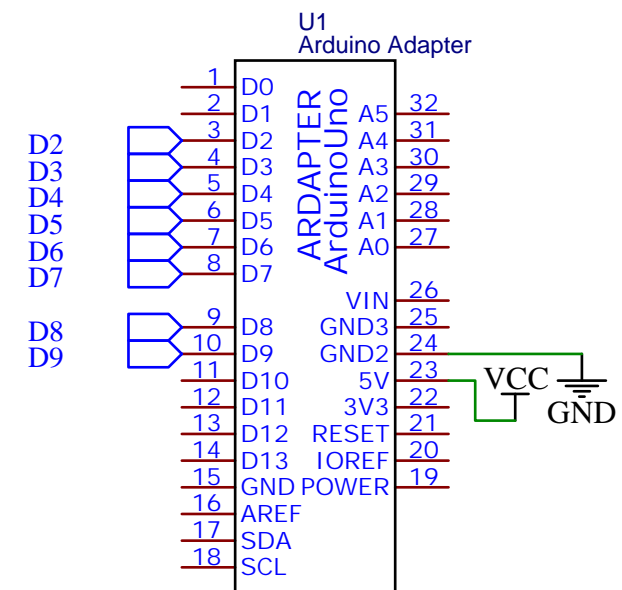 U1
Arduino Adapter
ARDAPTER
ArduinoUno
1 D0
2 D1
D2 3 D2
D3 4 D3
D4 5 D4
D5 6 D5
D6 7 D6
D7 8 D7
D8 9 D8
D9 10 D9
11 D10
12 D11
13 D12
14 D13
15 GND
16 AREF
17 SDA
18 SCL
A5 32
A4 31
A3 30
A2 29
A1 28
A0 27
VIN 26
GND3 25
GND2 24
5V 23
3V3 22
RESET 21
IOREF 20
POWER 19
VCC
GND